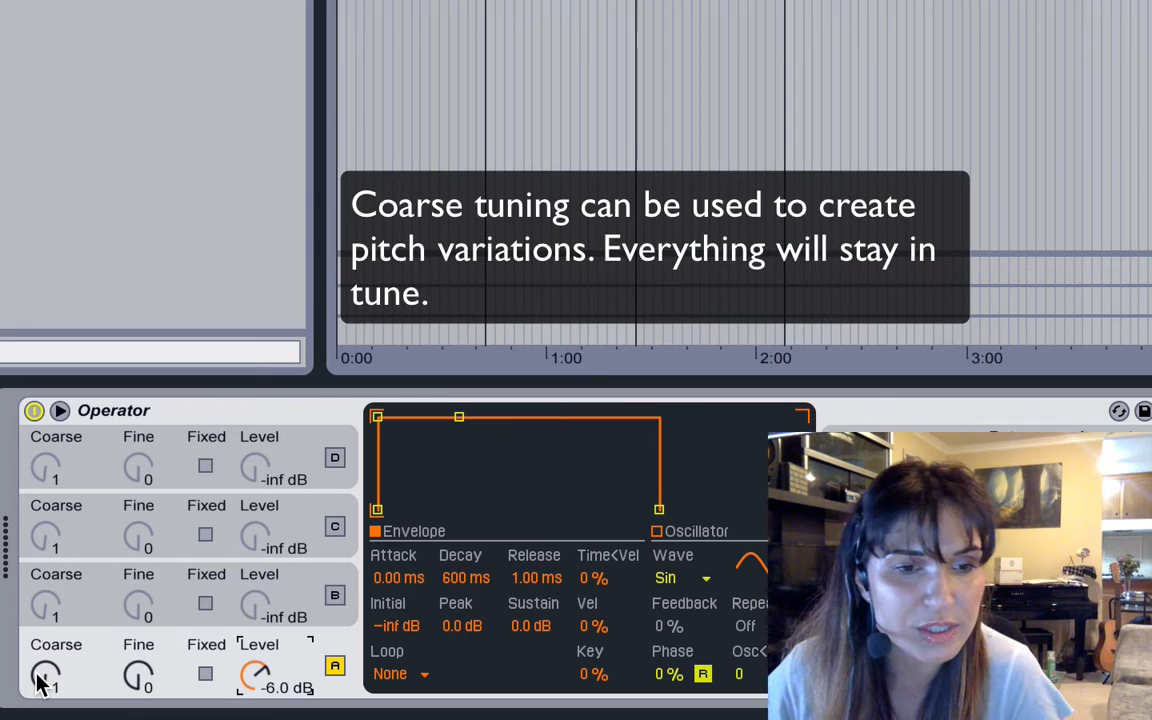 Coarse tuning can be used to create
pitch variations. Everything will stay in
tune.
0:00 1:00 2:00 3:00
Operator
Coarse Fine Fixed Level
1 0 -inf dB D
Coarse Fine Fixed Level
1 0 -inf dB C
Coarse Fine Fixed Level
1 0 -inf dB B
Coarse Fine Fixed Level
1 0 -6.0 dB A
Envelope Oscillator
Attack Decay Release Time<Vel Wave
0.00 ms 600 ms 1.00 ms 0 % Sin
Initial Peak Sustain Vel Feedback Repe
-inf dB 0.0 dB 0.0 dB 0 % 0 % Off
Loop Key Phase Osc<
None 0 % 0 % R 0